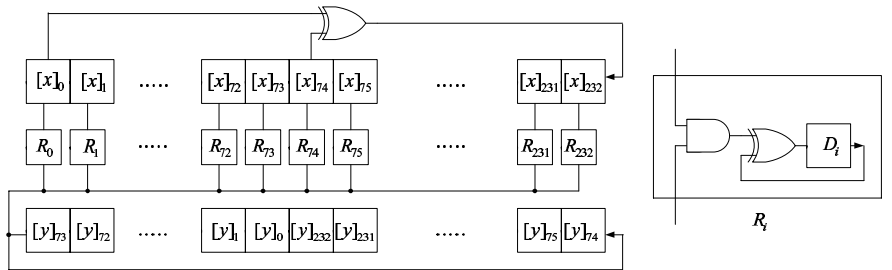 [x]0 [x]1 ..... [x]72 [x]73 [x]74 [x]75 ..... [x]231 [x]232
R0 R1 ..... R72 R73 R74 R75 ..... R231 R232
[y]73 [y]72 ..... [y]1 [y]0 [y]232 [y]231 ..... [y]75 [y]74
Di
Ri